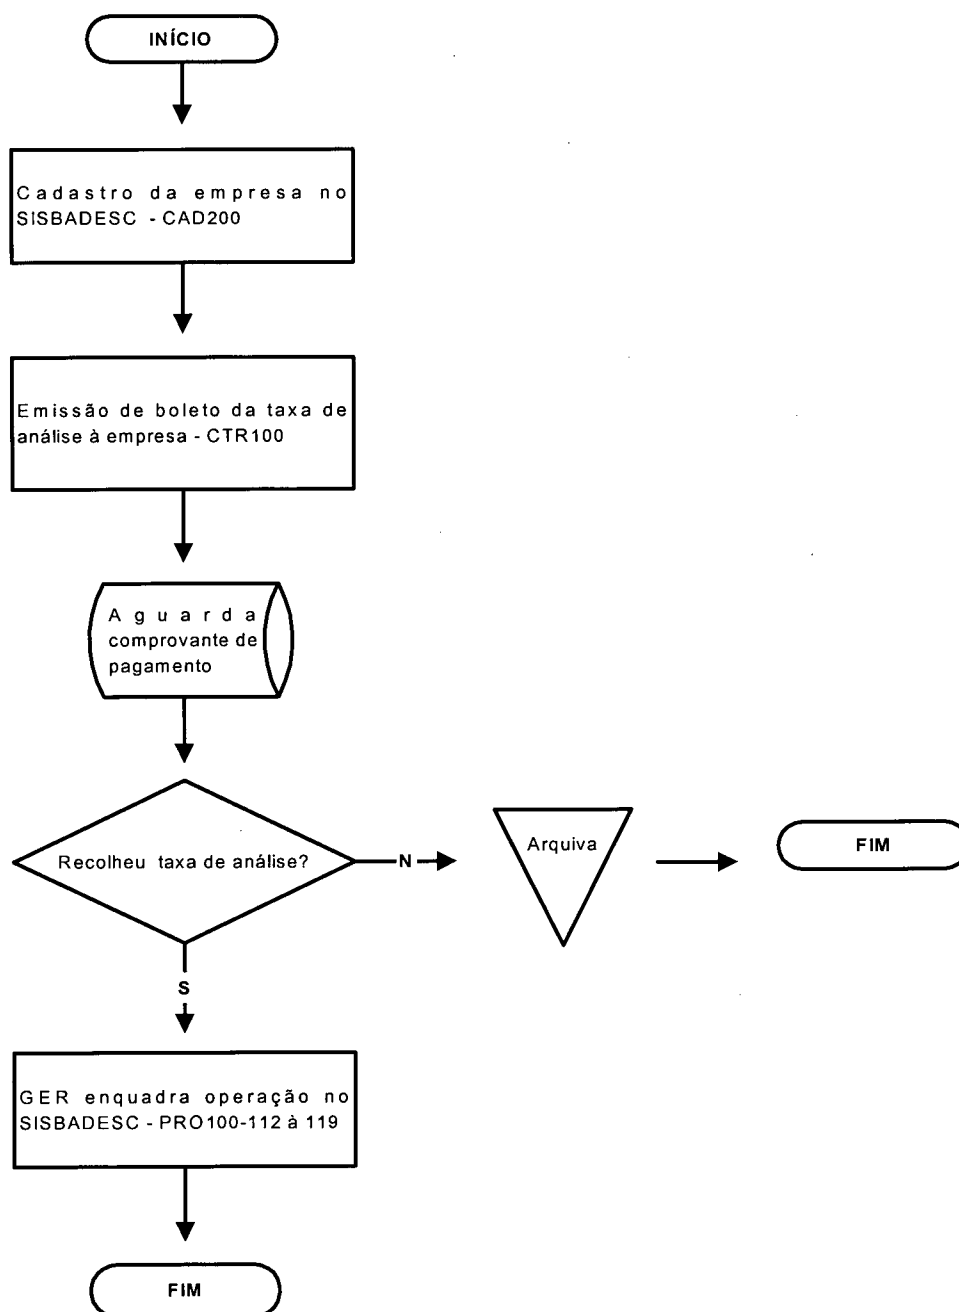 INÍCIO
Cadastro da empresa no
SISBADESC - CAD200
Emissão de boleto da taxa de
análise à empresa - CTR100
Aguarda
comprovante de
pagamento
Recolheu taxa de análise?
N
Arquiva
FIM
S
GER enquadra operação no
SISBADESC - PRO100-112 à 119
FIM